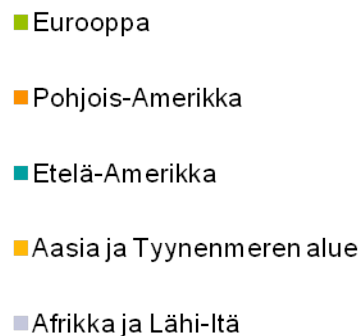 Eurooppa
Pohjois-Amerikka
Etelä-Amerikka
Aasia ja Tyynenmeren alue
Afrikka ja Lähi-Itä